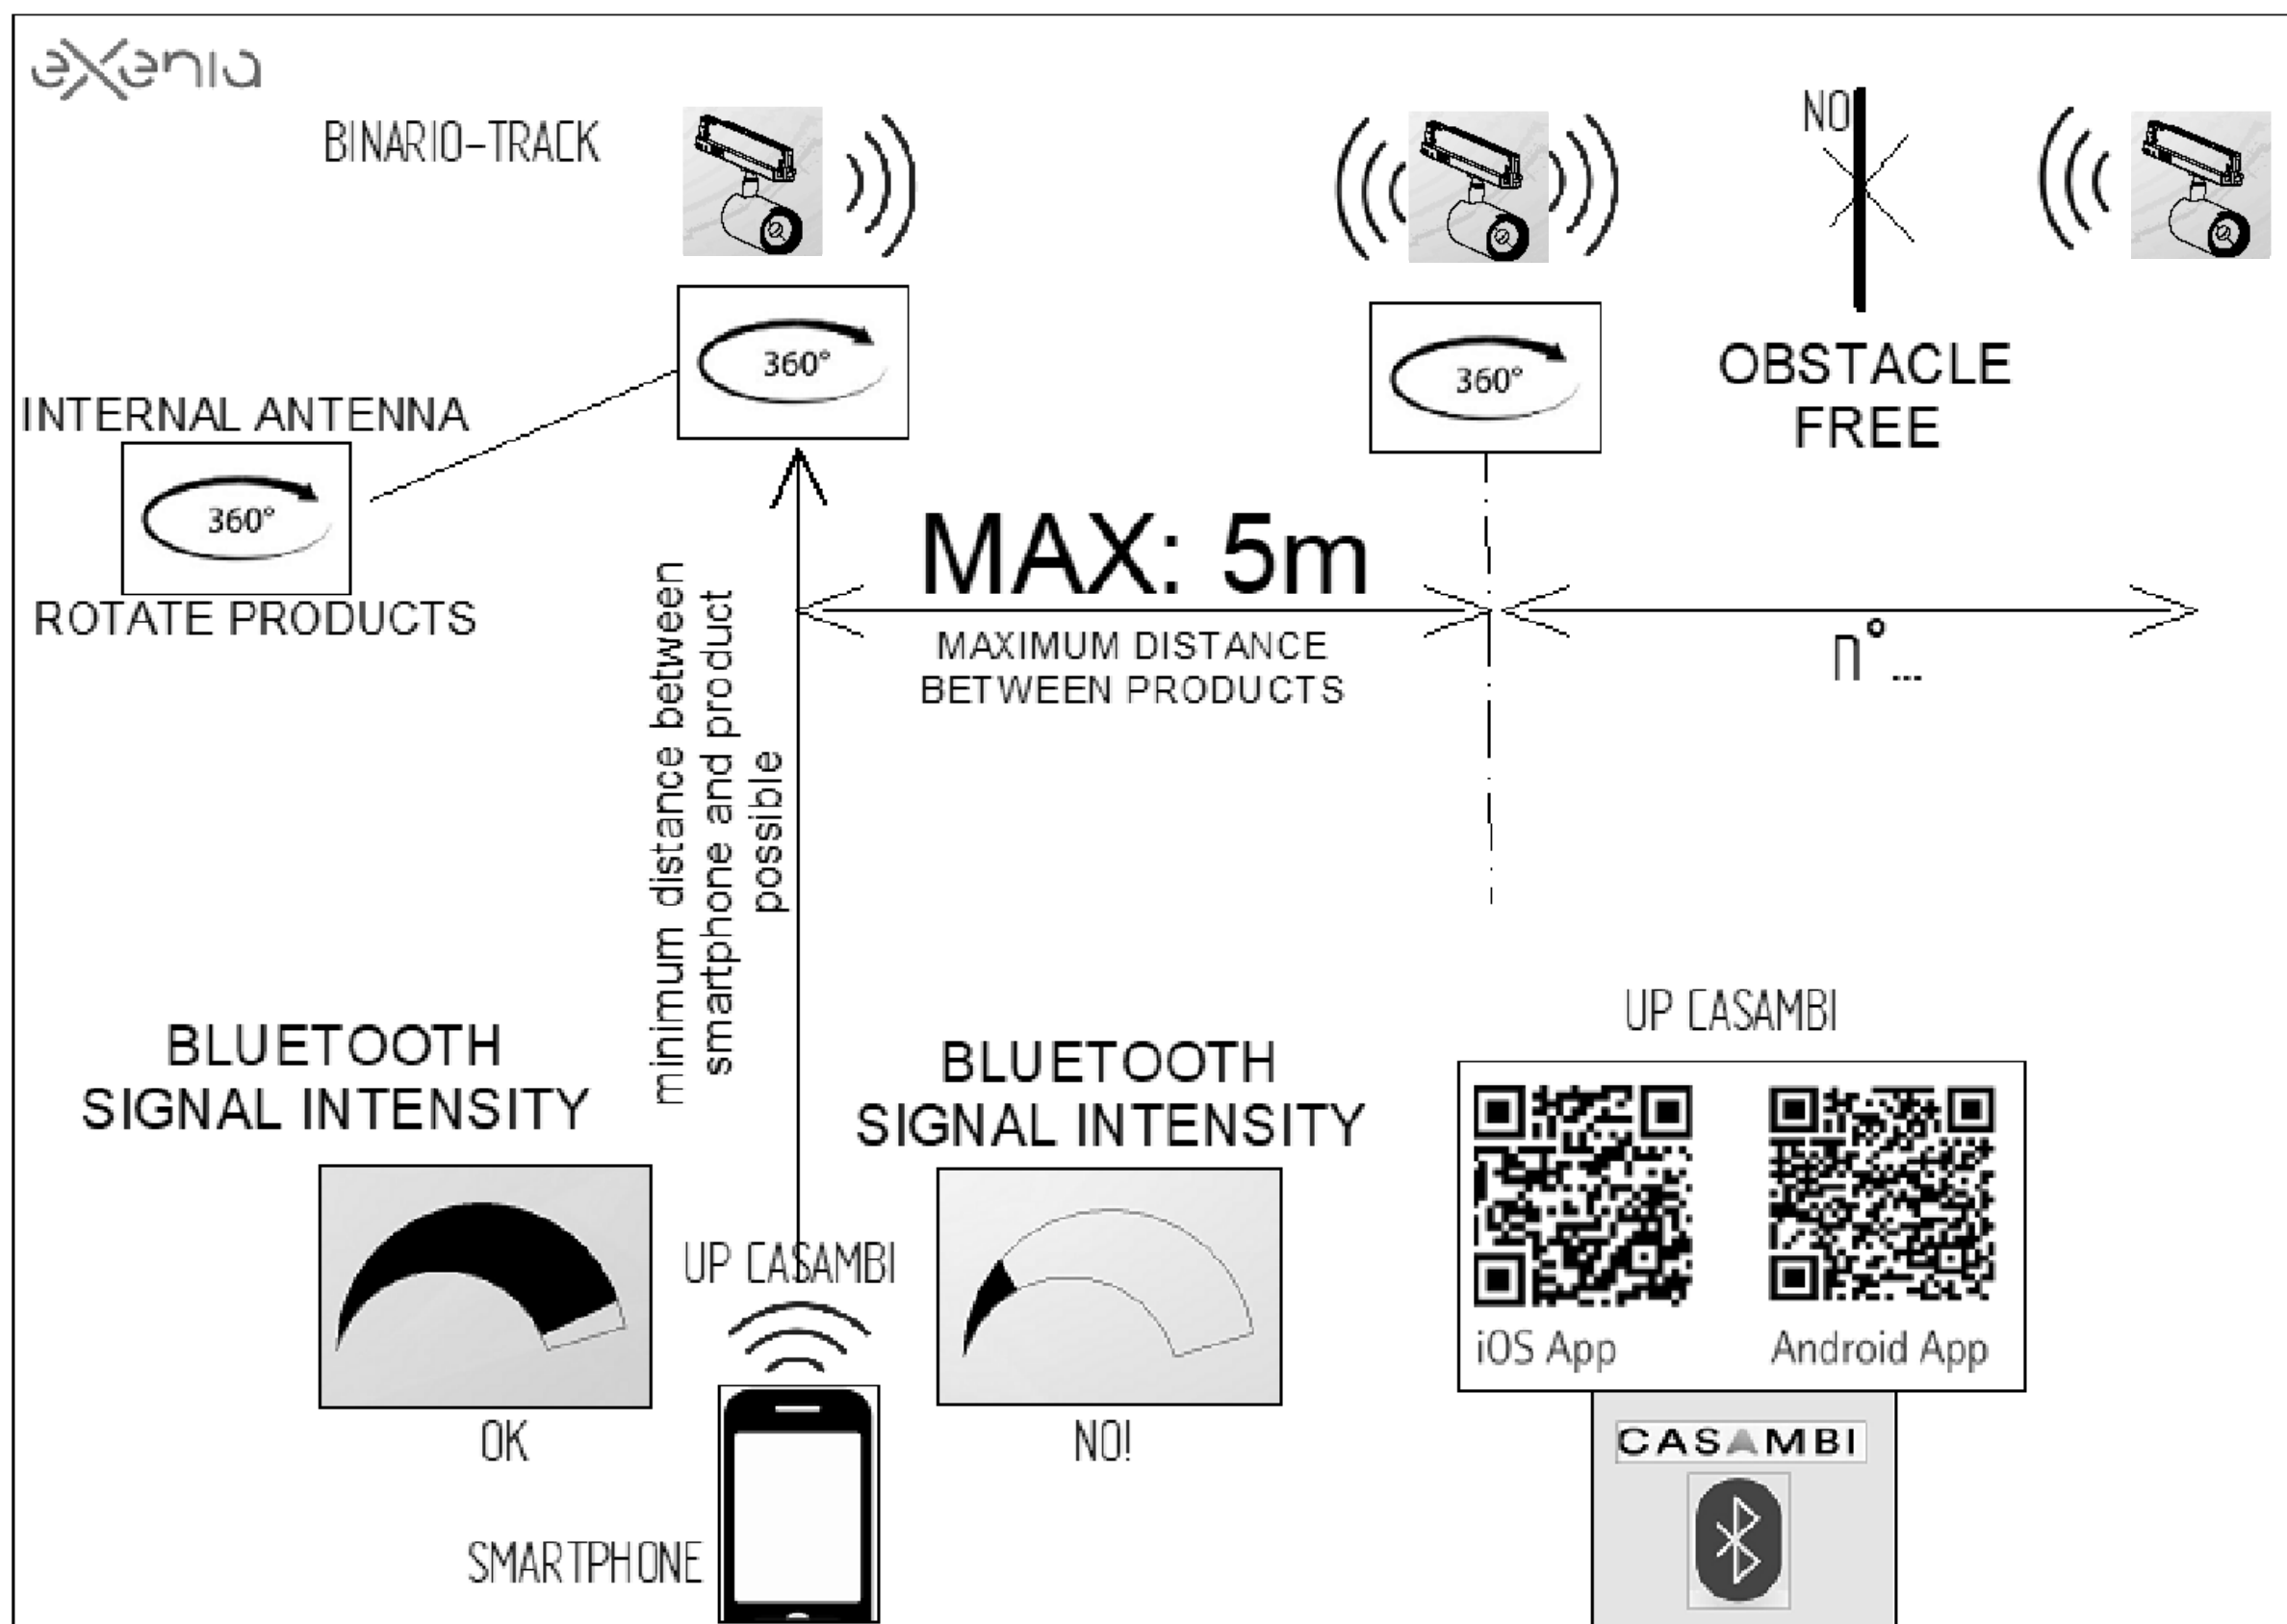 eXenia
BINARIO-TRACK
NO
360°
360°
OBSTACLE
FREE
INTERNAL ANTENNA
360°
ROTATE PRODUCTS
MAX: 5m
MAXIMUM DISTANCE
BETWEEN PRODUCTS
n°...
minimum distance between
smartphone and product
possible
BLUETOOTH
SIGNAL INTENSITY
OK
UP CASAMBI
SMARTPHONE
BLUETOOTH
SIGNAL INTENSITY
NO!
UP CASAMBI
iOS App
Android App
CASAMBI